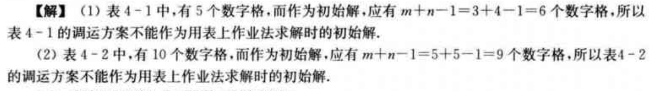 【解】 (1) 表 4-1 中,有 5 个数字格,而作为初始解,应有 m+n-1=3+4-1=6 个数字格,所以
表 4-1 的调运方案不能作为用表上作业法求解时的初始解.
(2) 表 4-2 中,有 10 个数字格,而作为初始解,应有 m+n-1=5+5-1=9 个数字格,所以表4-2
的调运方案不能作为用表上作业法求解时的初始解.